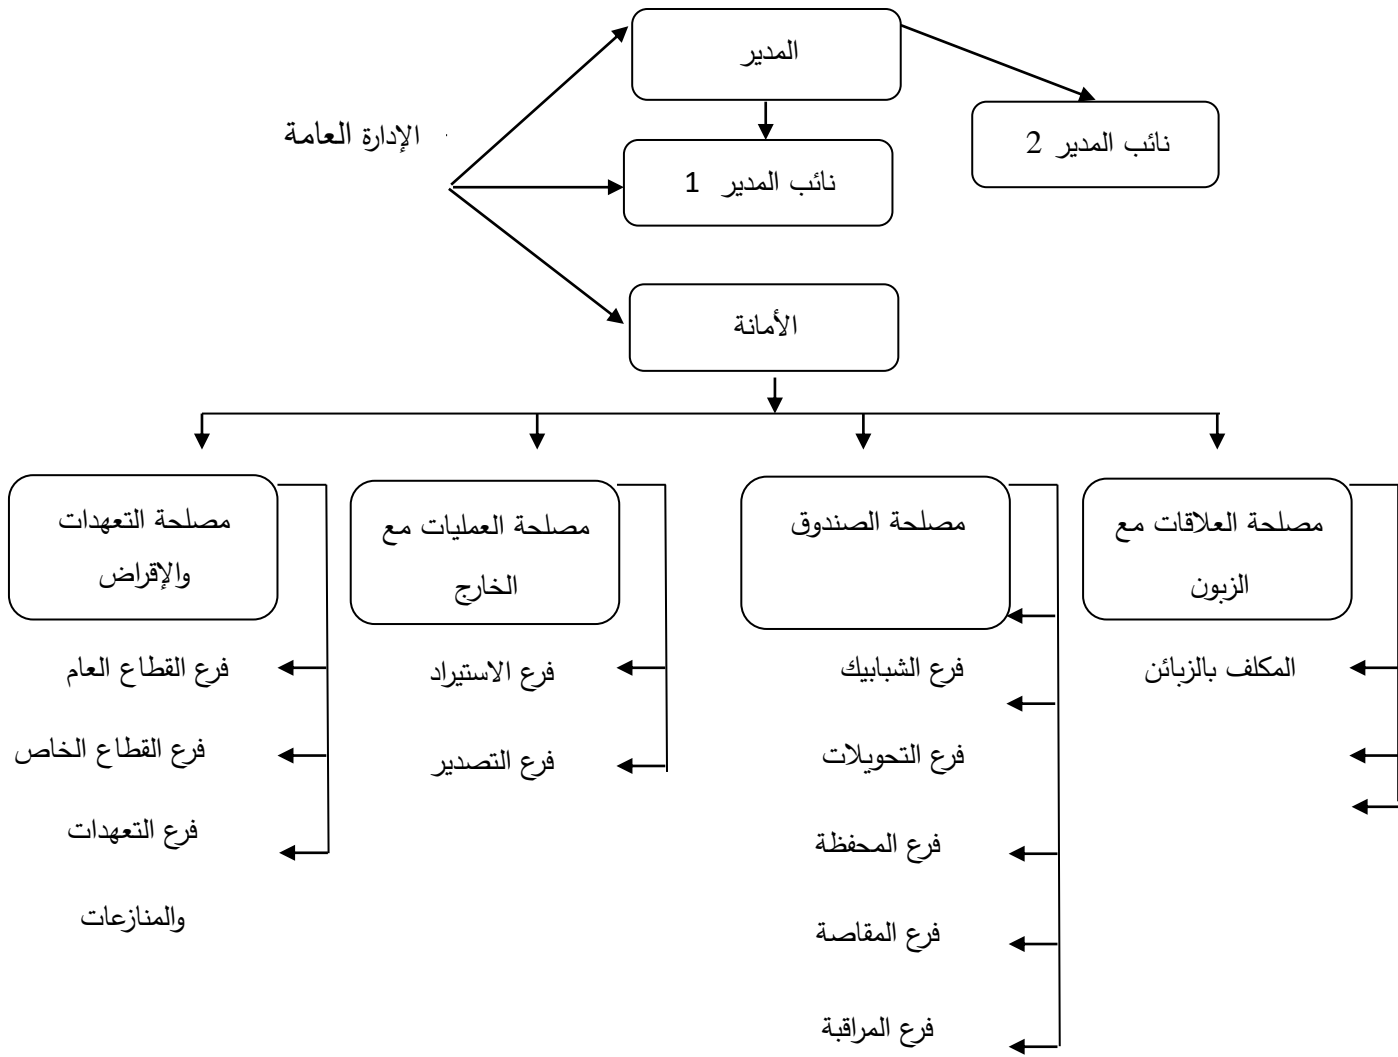 المدير
نائب المدير 2
الإدارة العامة
نائب المدير 1
الأمانة
مصلحة العلاقات مع
الزبون
المكلف بالزبائن
مصلحة الصندوق
فرع الشبابيك
فرع التحويلات
فرع المحفظة
فرع المقاصة
فرع المراقبة
مصلحة العمليات مع
الخارج
فرع الاستيراد
فرع التصدير
مصلحة التعهدات
والإقراض
فرع القطاع العام
فرع القطاع الخاص
فرع التعهدات
والمنازعات